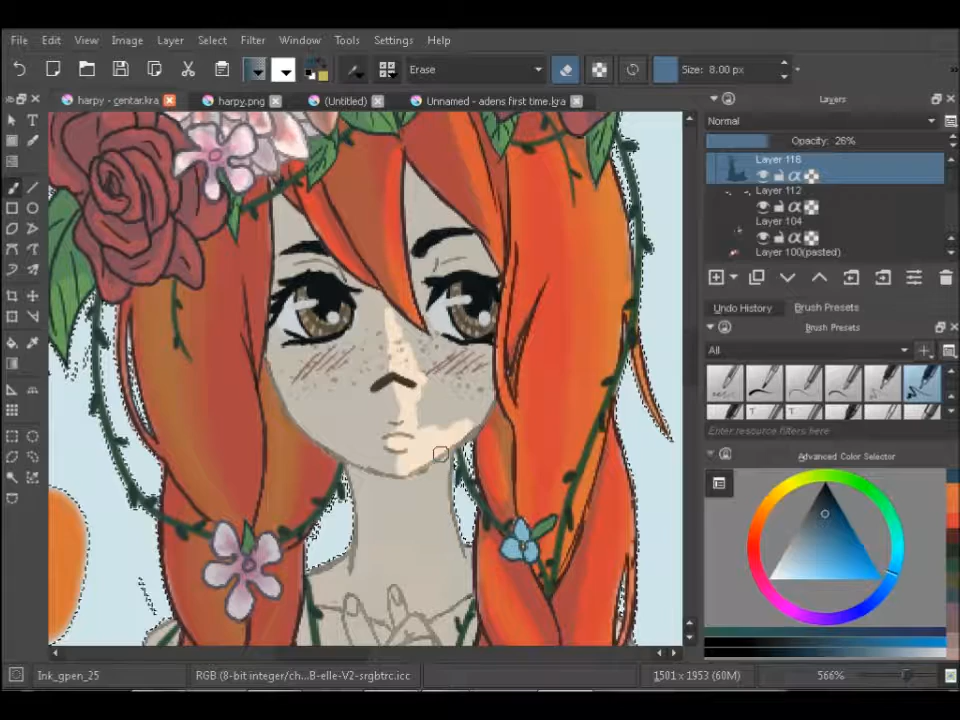 File Edit View Image Layer Select Filter Window Tools Settings Help
Erase Size: 8.00 px
harpy - centar.kra harpy.png (Untitled) Unnamed - adens first time.kra
Layers
Normal
Opacity: 26%
Layer 118
Layer 112
Layer 104
Layer 100(pasted)
Undo History Brush Presets
Brush Presets
All
Enter resource filters here
Advanced Color Selector
Ink_gpen_25 RGB (8-bit integer/ch...B-elle-V2-srgbtrc.icc 1501 x 1953 (60M) 566%